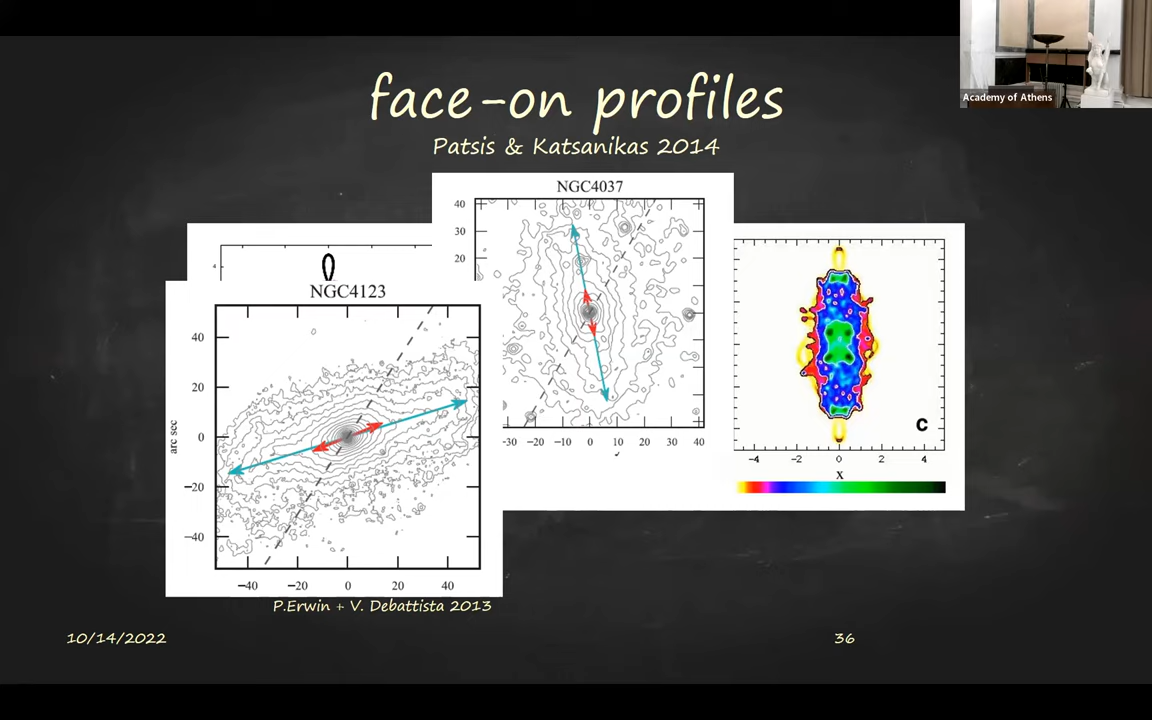 Academy of Athens
face-on profiles
Patsis & Katsanikas 2014
NGC4037
40
30
20
-30 -20 -10 0 10 20 30 40
4
NGC4123
40
20
0
-20
-40
arc sec
-40 -20 0 20 40
C
-4 -2 0 2 4
x
P.Erwin + V. Debattista 2013
10/14/2022
36